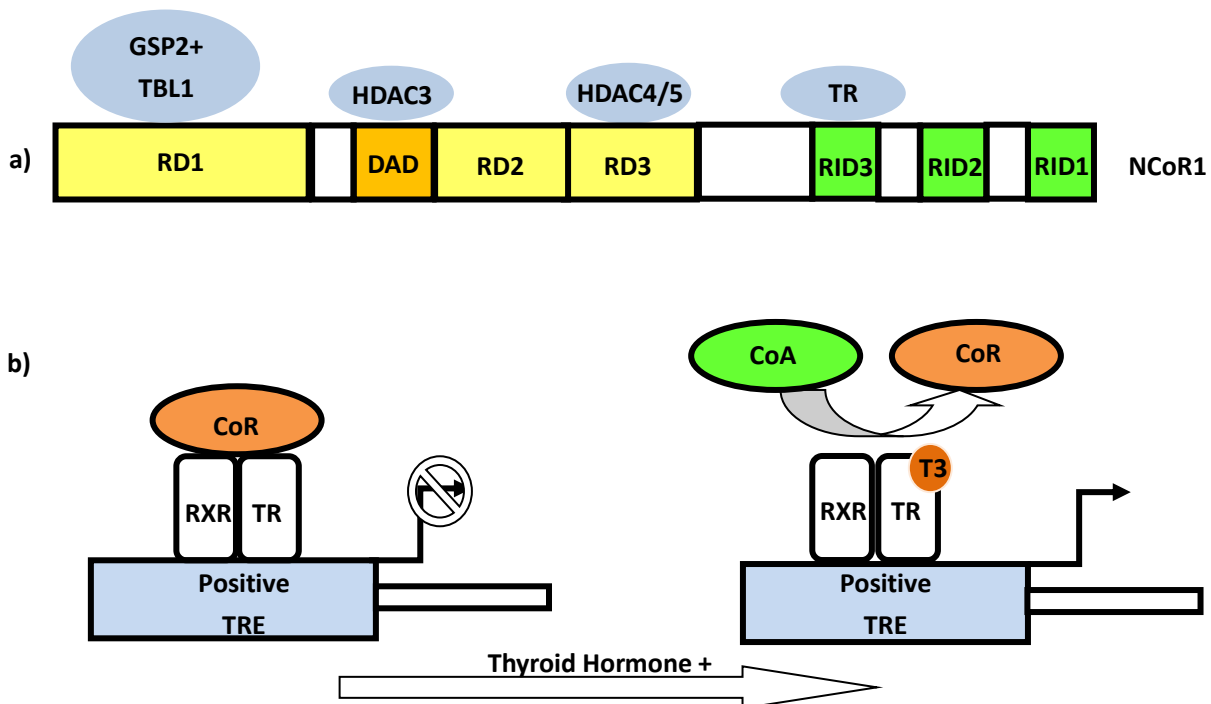 GSP2+
TBL1
HDAC3
HDAC4/5
TR
a)
RD1
DAD
RD2
RD3
RID3
RID2
RID1
NCoR1
b)
CoR
RXR
TR
Positive
TRE
CoA
CoR
T3
RXR
TR
Positive
TRE
Thyroid Hormone +